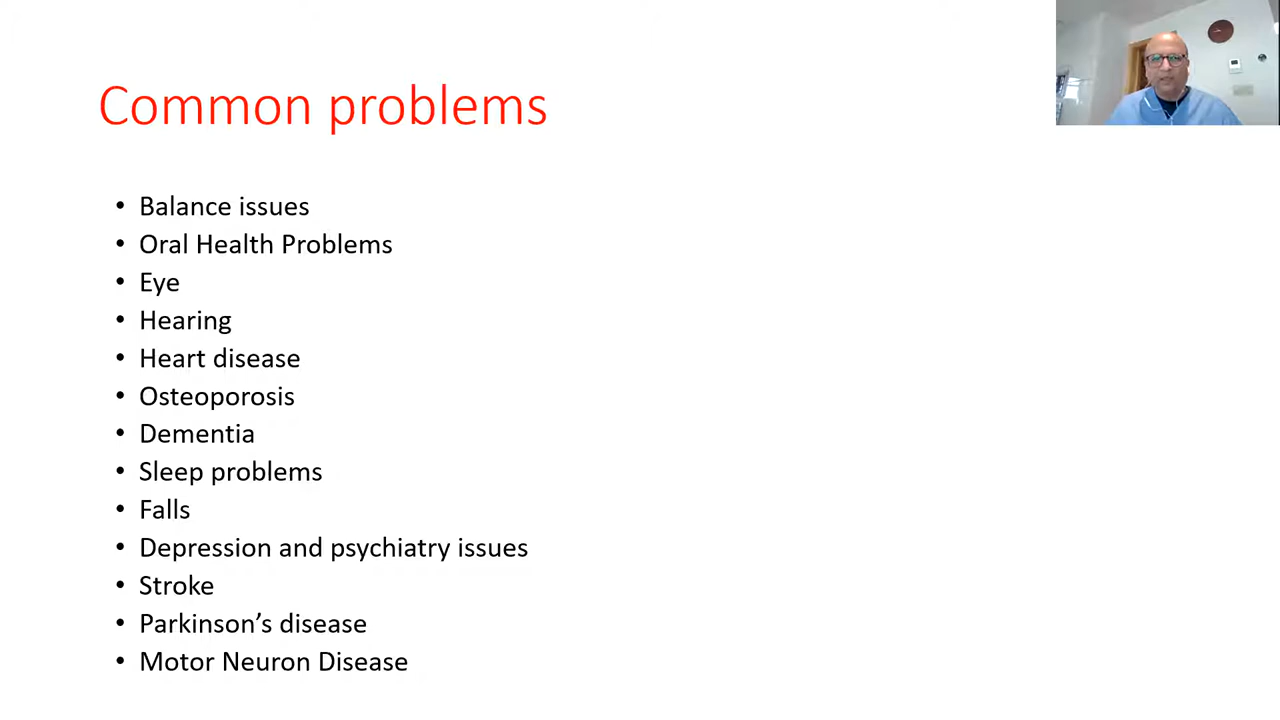 Common problems
• Balance issues
• Oral Health Problems
• Eye
• Hearing
• Heart disease
• Osteoporosis
• Dementia
• Sleep problems
• Falls
• Depression and psychiatry issues
• Stroke
• Parkinson’s disease
• Motor Neuron Disease